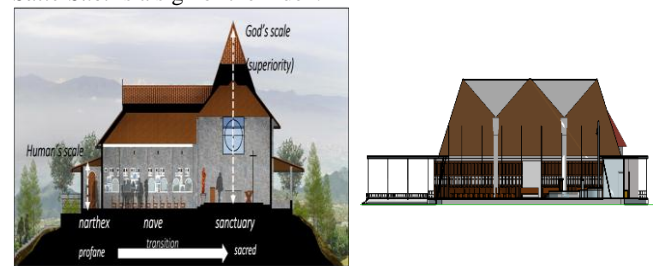 God's scale
(superiority)
Human's scale
narthex nave sanctuary
profane transition sacred